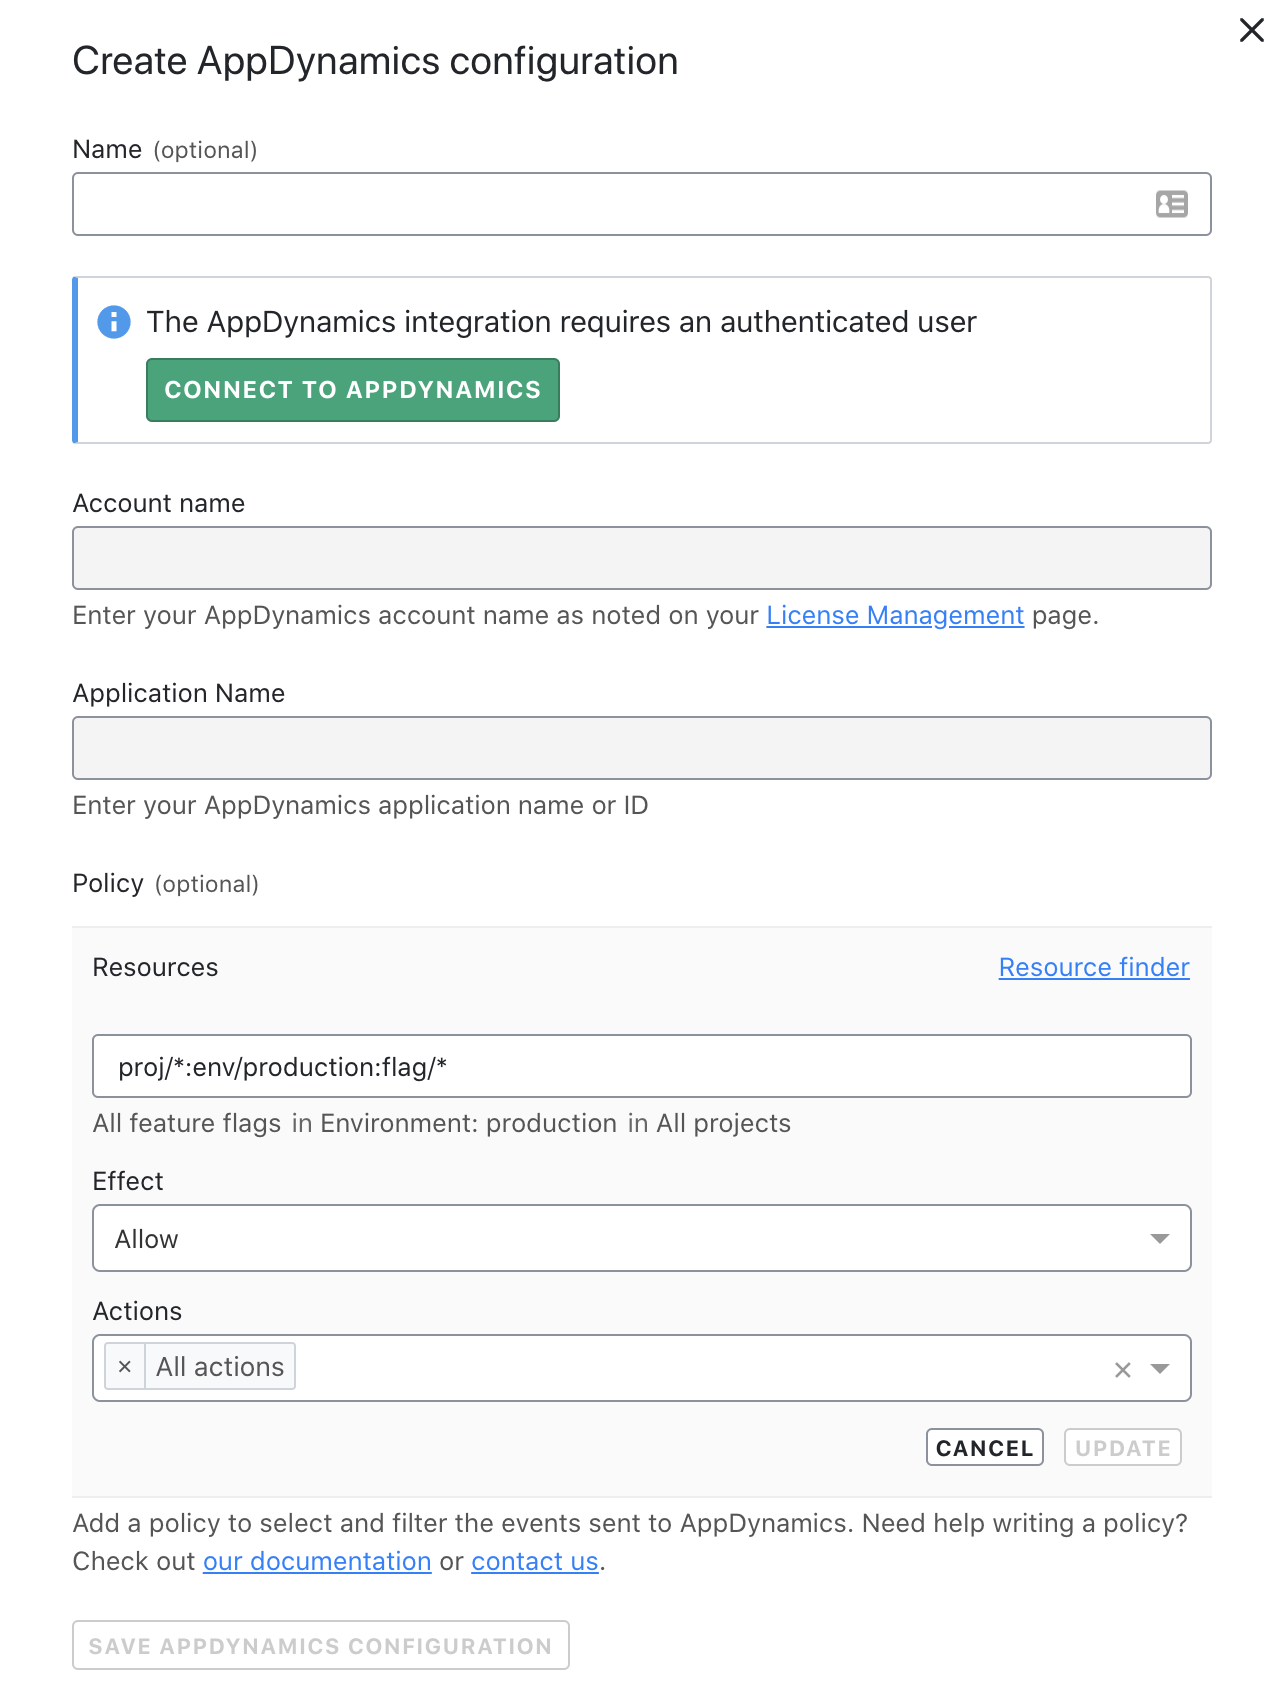 Create AppDynamics configuration
Name (optional)
The AppDynamics integration requires an authenticated user
CONNECT TO APPDYNAMICS
Account name
Enter your AppDynamics account name as noted on your License Management page.
Application Name
Enter your AppDynamics application name or ID
Policy (optional)
Resources Resource finder
proj/*:env/production:flag/*
All feature flags in Environment: production in All projects
Effect
Allow
Actions
× All actions ×
CANCEL UPDATE
Add a policy to select and filter the events sent to AppDynamics. Need help writing a policy?
Check out our documentation or contact us.
SAVE APPDYNAMICS CONFIGURATION